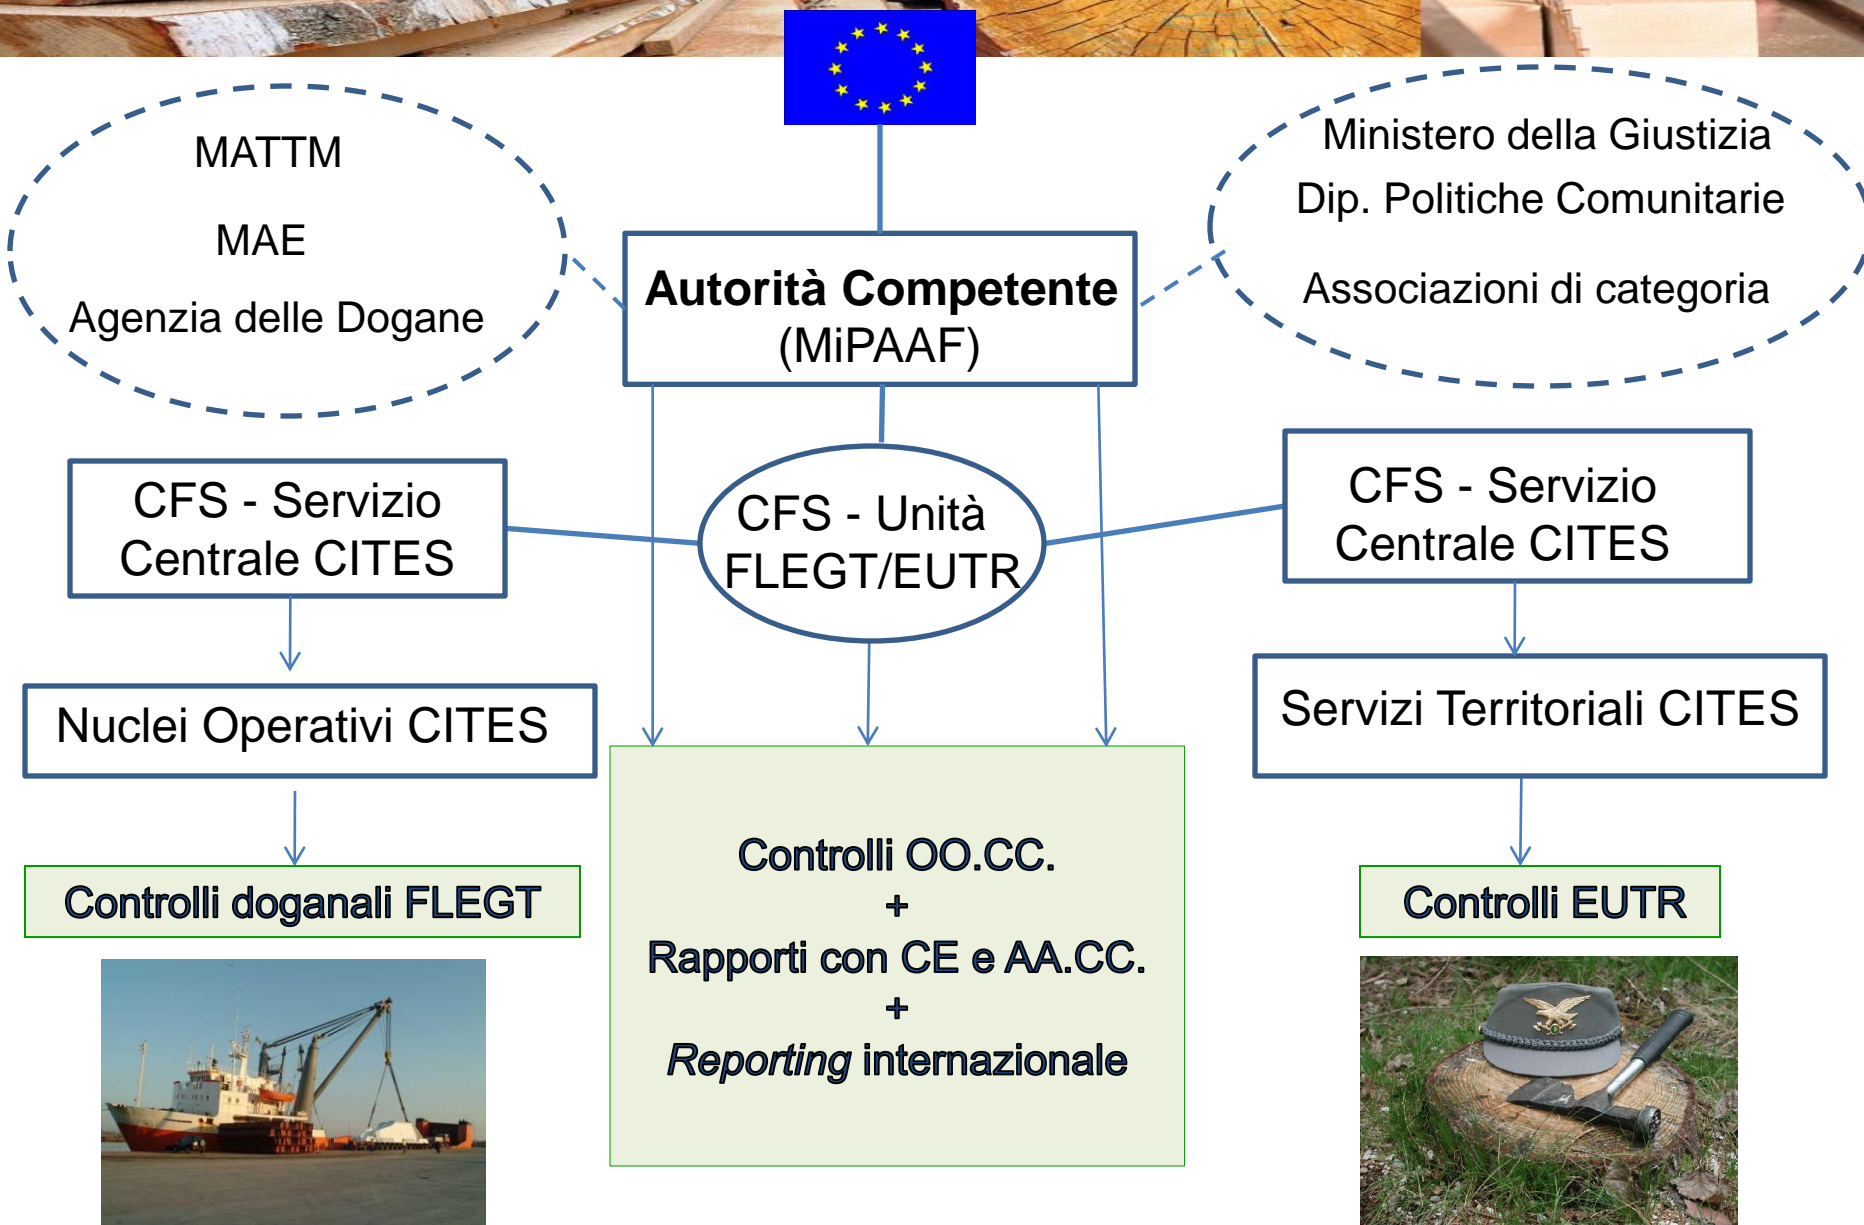 MATTM
MAE
Agenzia delle Dogane
Ministero della Giustizia
Dip. Politiche Comunitarie
Associazioni di categoria
Autorità Competente
(MiPAAF)
CFS - Servizio
Centrale CITES
CFS - Unità
FLEGT/EUTR
CFS - Servizio
Centrale CITES
Nuclei Operativi CITES
Servizi Territoriali CITES
Controlli doganali FLEGT
Controlli OO.CC.
+
Rapporti con CE e AA.CC.
+
Reporting internazionale
Controlli EUTR